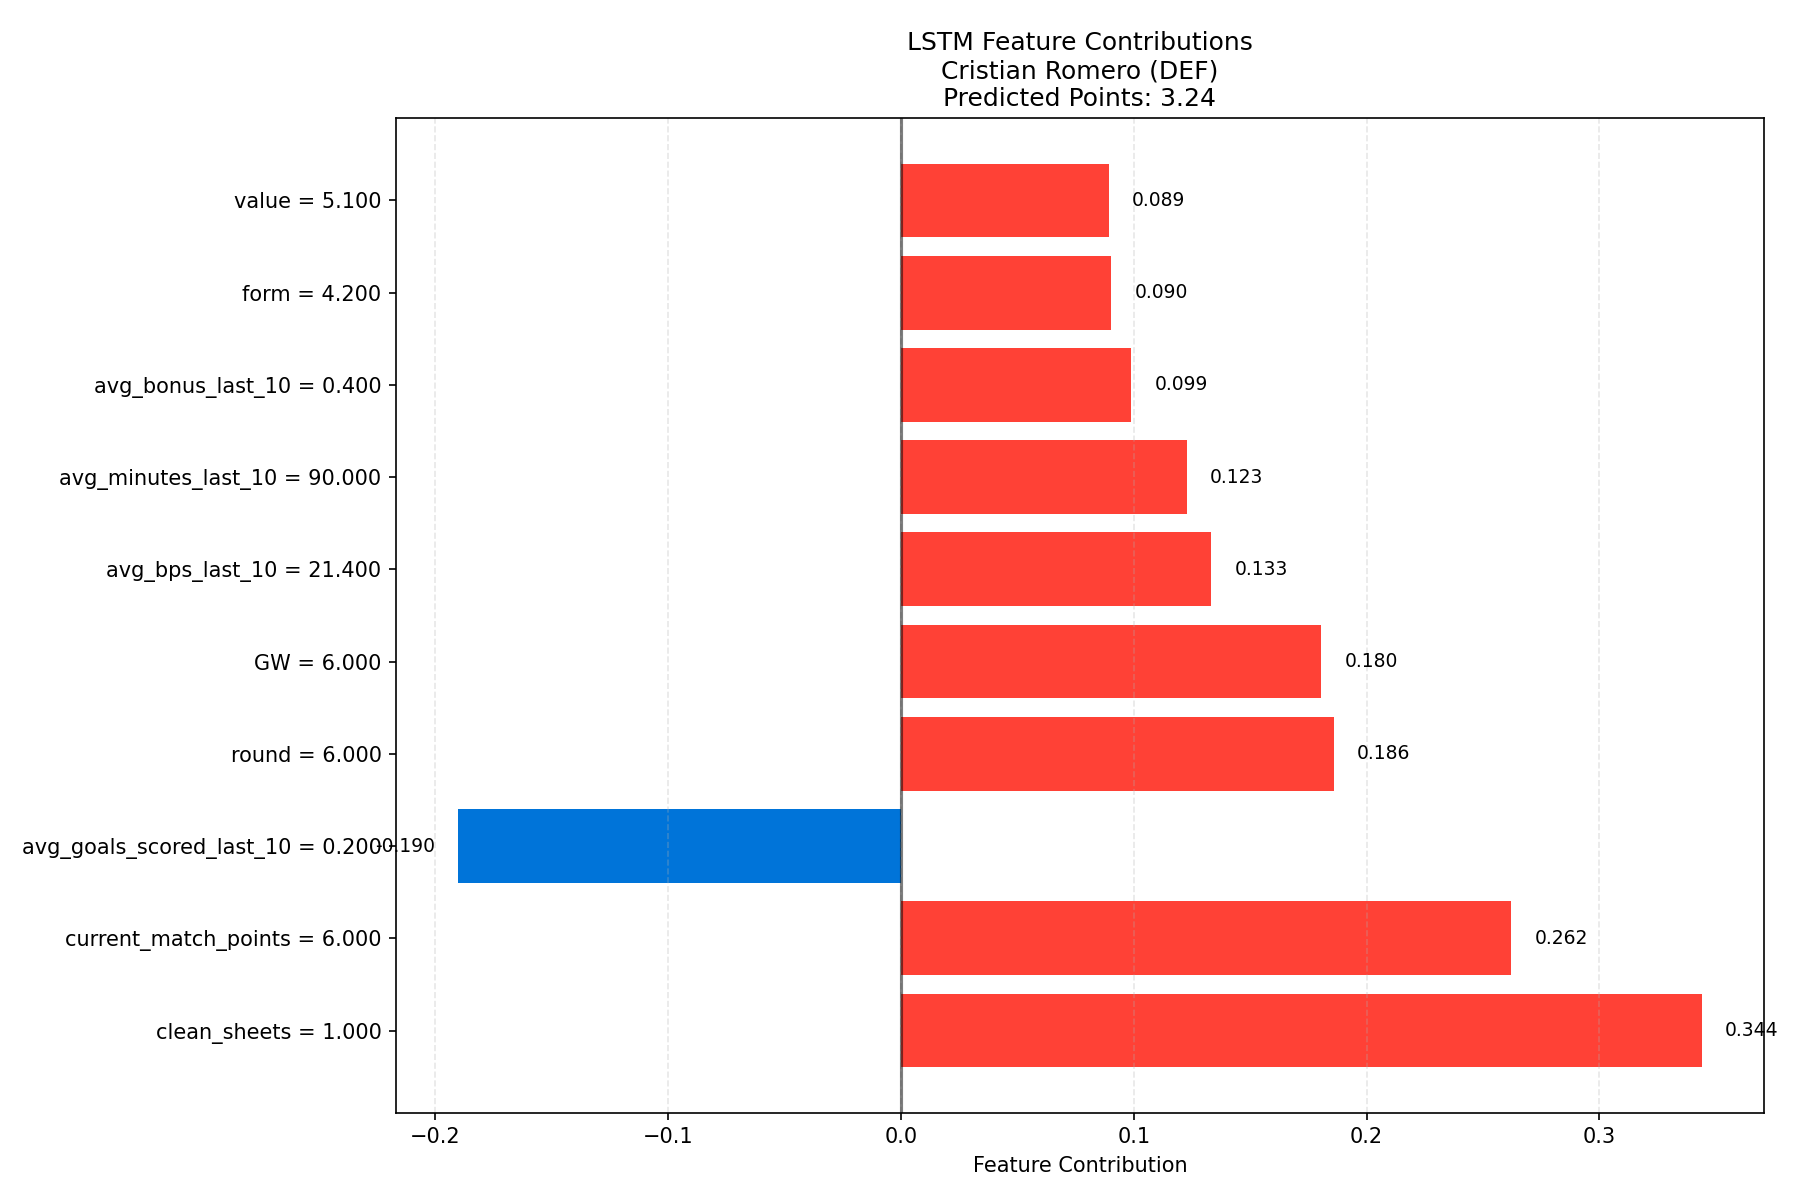 LSTM Feature Contributions
Cristian Romero (DEF)
Predicted Points: 3.24
value = 5.100
0.089
form = 4.200
0.090
avg_bonus_last_10 = 0.400
0.099
avg_minutes_last_10 = 90.000
0.123
avg_bps_last_10 = 21.400
0.133
GW = 6.000
0.180
round = 6.000
0.186
avg_goals_scored_last_10 = 0.200
-0.190
current_match_points = 6.000
0.262
clean_sheets = 1.000
0.344
−0.2 −0.1 0.0 0.1 0.2 0.3
Feature Contribution